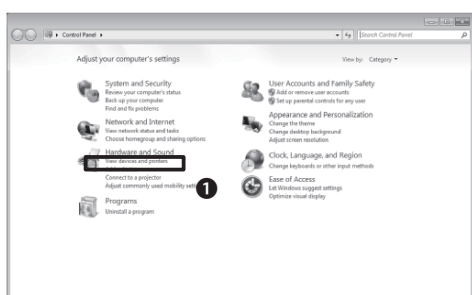 Control Panel
Search Control Panel
Adjust your computer's settings
View by: Category
System and Security
Review your computer's status
Back up your computer
Find and fix problems
Network and Internet
View network status and tasks
Choose homegroup and sharing options
Hardware and Sound
View devices and printers
Connect to a projector
Adjust commonly used mobility
1
Programs
Uninstall a program
User Accounts and Family Safety
Add or remove user accounts
Set up parental controls for any user
Appearance and Personalization
Change the theme
Change desktop background
Adjust screen resolution
Clock, Language, and Region
Change keyboards or other input methods
Ease of Access
Let Windows suggest settings
Optimize visual display